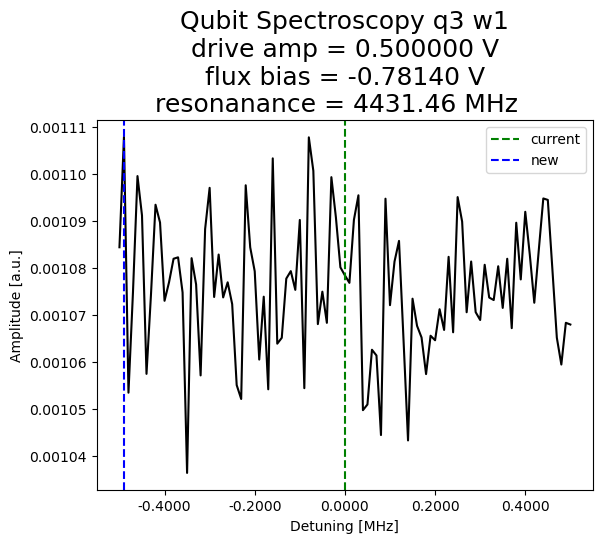 Qubit Spectroscopy q3 w1
drive amp = 0.500000 V
flux bias = -0.78140 V
resonanance = 4431.46 MHz
current
new
Amplitude [a.u.]
0.00111
0.00110
0.00109
0.00108
0.00107
0.00106
0.00105
0.00104
-0.4000 -0.2000 0.0000 0.2000 0.4000
Detuning [MHz]